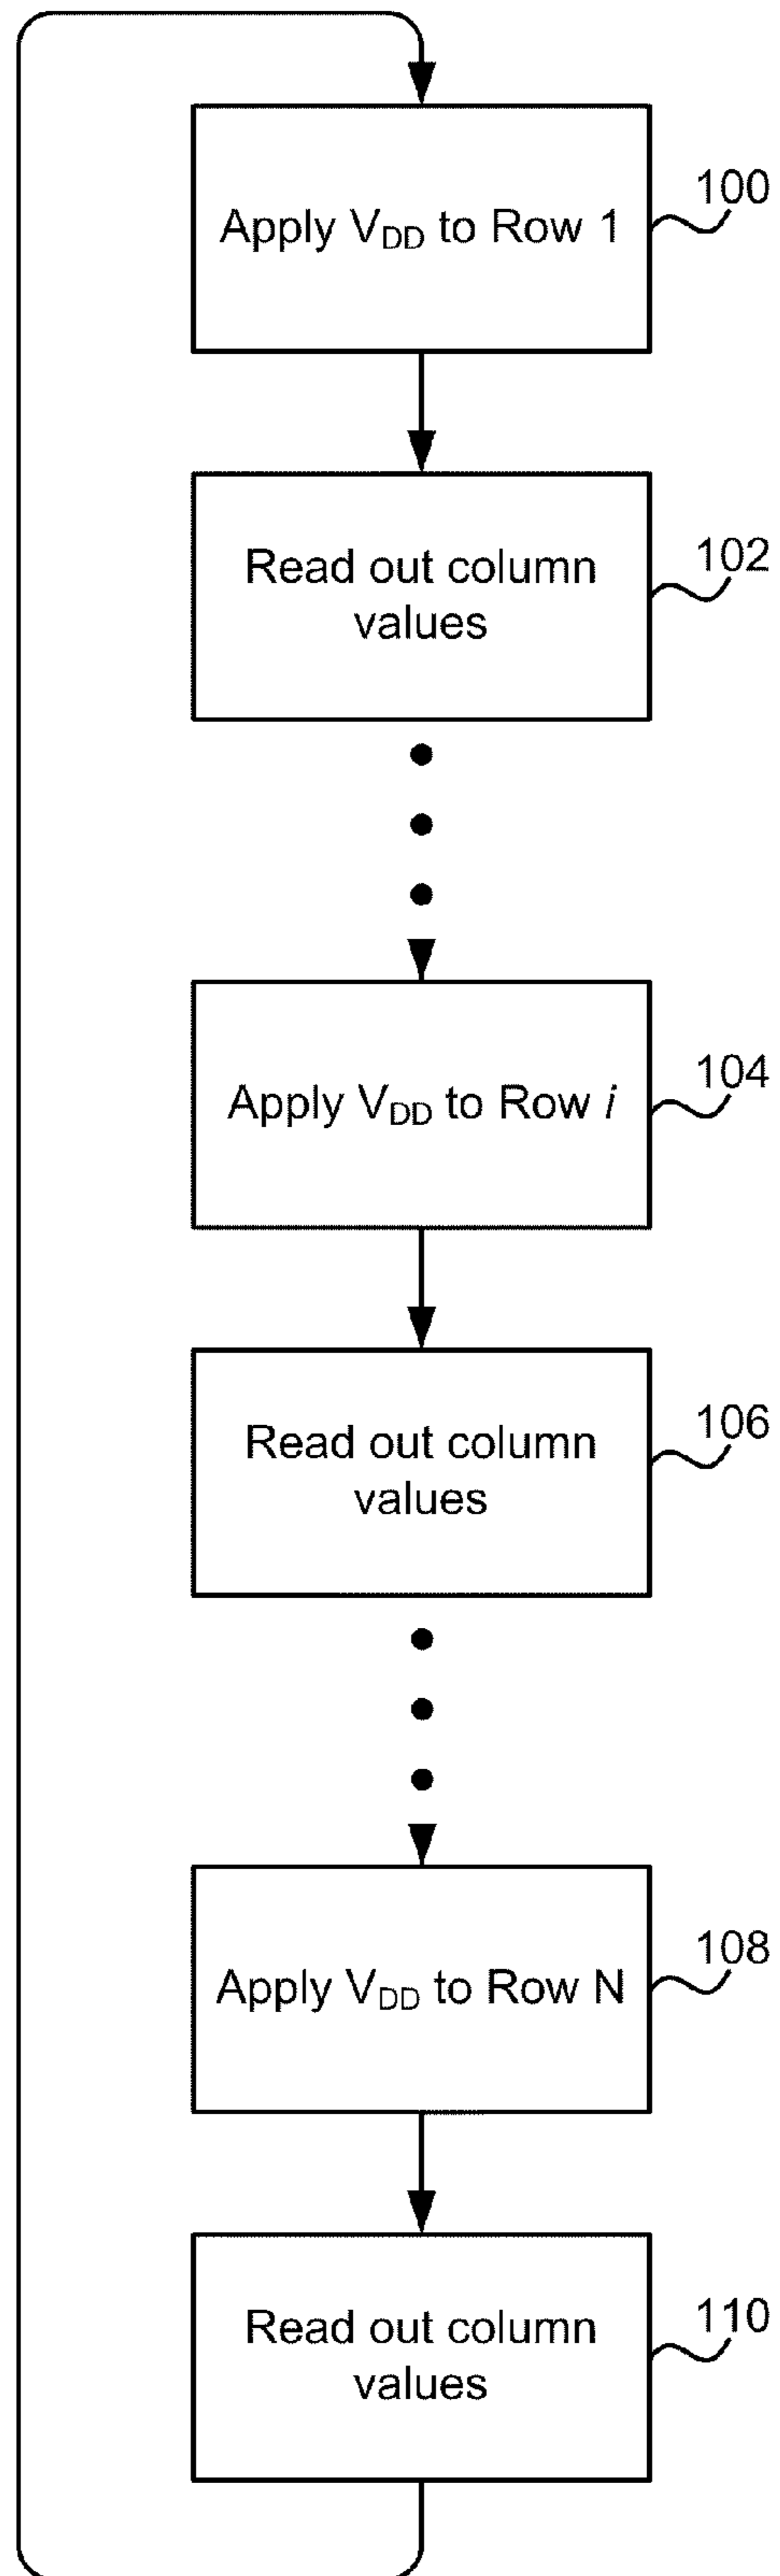 Apply VDD to Row 1
100
Read out column
values
102
Apply VDD to Row i
104
Read out column
values
106
Apply VDD to Row N
108
Read out column
values
110